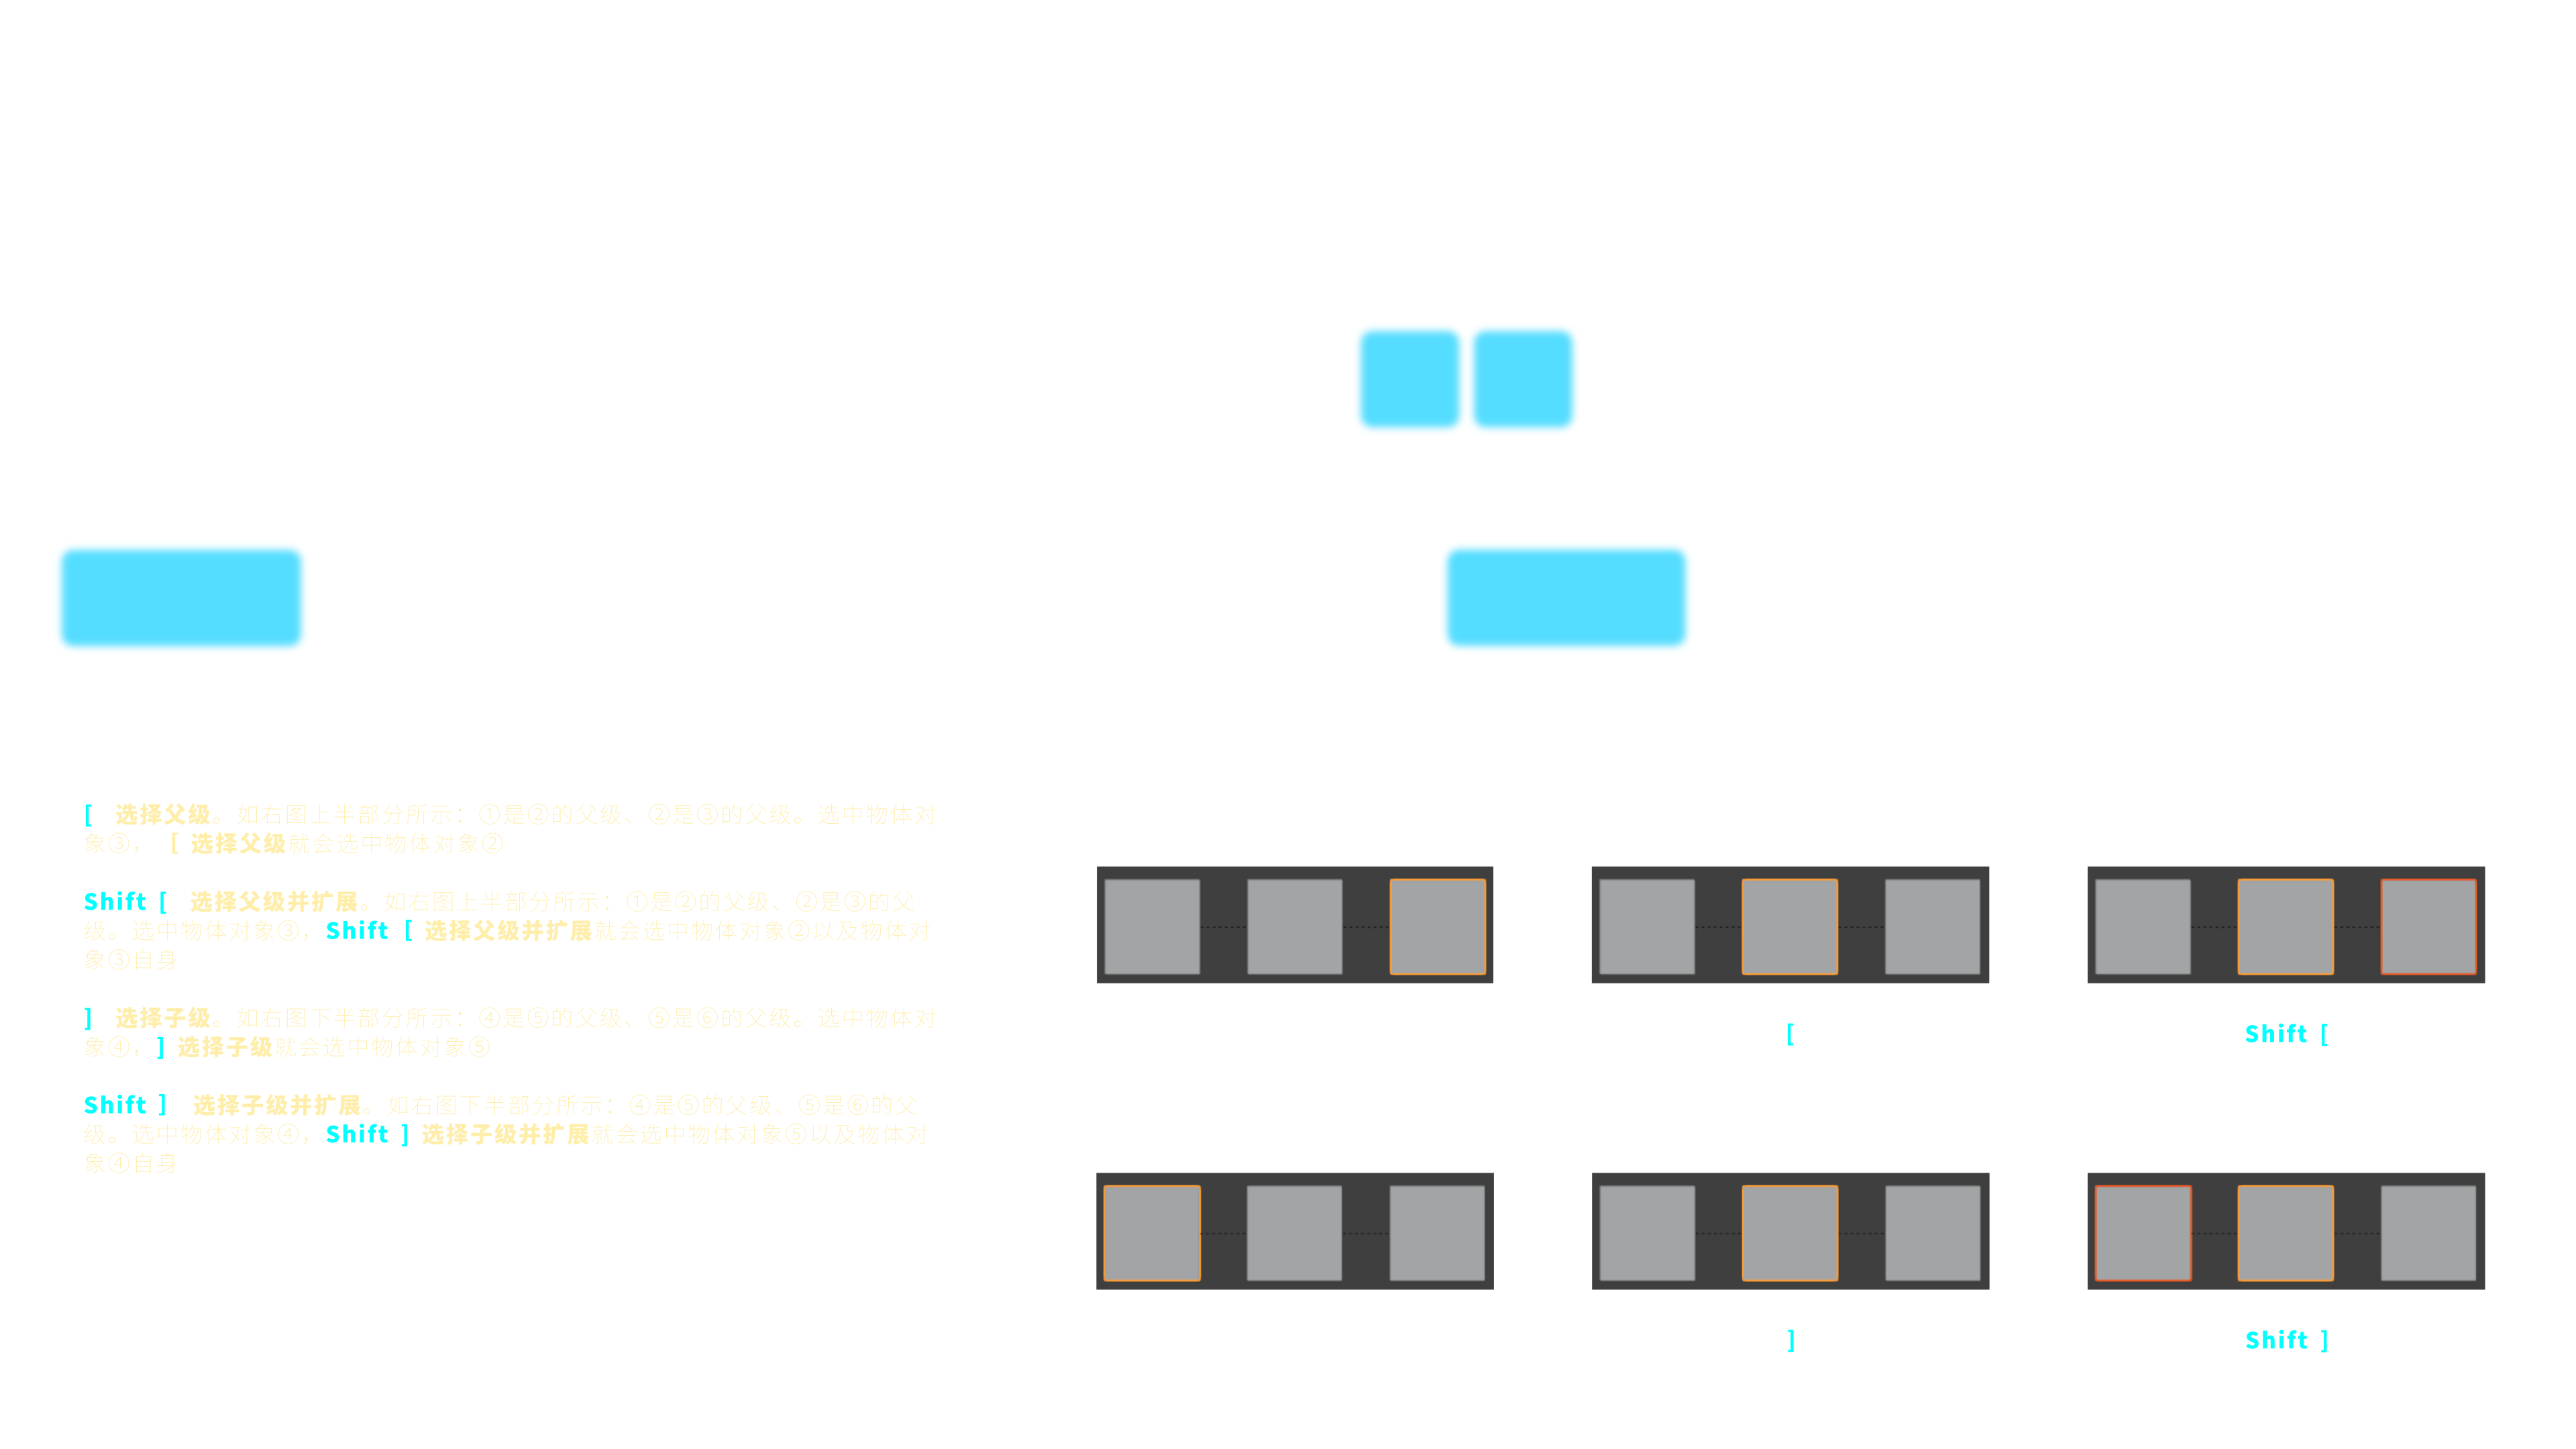 [ 选择父级。如右图上半部分所示：①是②的父级、②是③的父级。选中物体对
象③， [ 选择父级就会选中物体对象②
Shift [ 选择父级并扩展。如右图上半部分所示：①是②的父级、②是③的父
级。选中物体对象③，Shift [ 选择父级并扩展就会选中物体对象②以及物体对
象③自身
] 选择子级。如右图下半部分所示：④是⑤的父级、⑤是⑥的父级。选中物体对
象④，] 选择子级就会选中物体对象⑤
Shift ] 选择子级并扩展。如右图下半部分所示：④是⑤的父级、⑤是⑥的父
级。选中物体对象④，Shift ] 选择子级并扩展就会选中物体对象⑤以及物体对
象④自身
[
Shift [
]
Shift ]